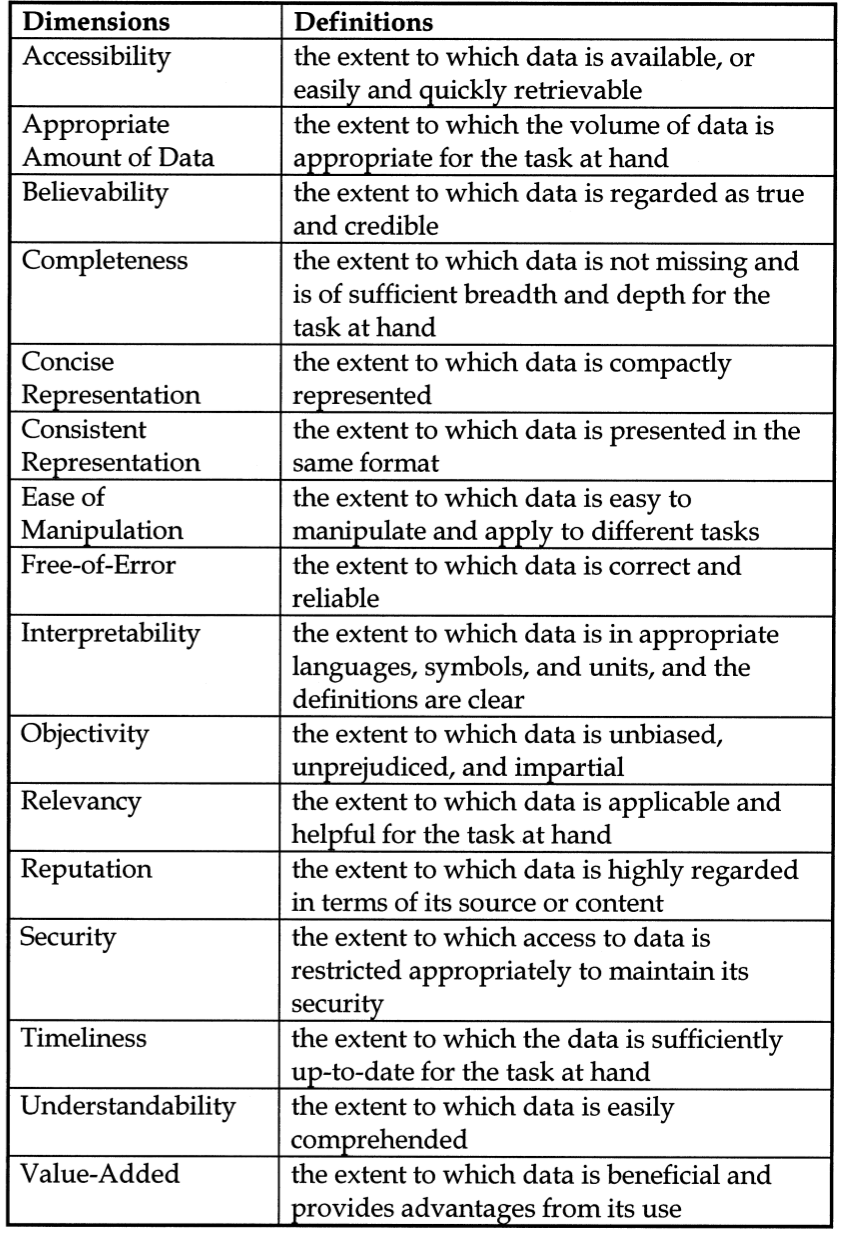 Dimensions Definitions
Accessibility the extent to which data is available, or
easily and quickly retrievable
Appropriate the extent to which the volume of data is
Amount of Data appropriate for the task at hand
Believability the extent to which data is regarded as true
and credible
Completeness the extent to which data is not missing and
is of sufficient breadth and depth for the
task at hand
Concise the extent to which data is compactly
Representation represented
Consistent the extent to which data is presented in the
Representation same format
Ease of the extent to which data is easy to
Manipulation manipulate and apply to different tasks
Free-of-Error the extent to which data is correct and
reliable
Interpretability the extent to which data is in appropriate
languages, symbols, and units, and the
definitions are clear
Objectivity the extent to which data is unbiased,
unprejudiced, and impartial
Relevancy the extent to which data is applicable and
helpful for the task at hand
Reputation the extent to which data is highly regarded
in terms of its source or content
Security the extent to which access to data is
restricted appropriately to maintain its
security
Timeliness the extent to which the data is sufficiently
up-to-date for the task at hand
Understandability the extent to which data is easily
comprehended
Value-Added the extent to which data is beneficial and
provides advantages from its use